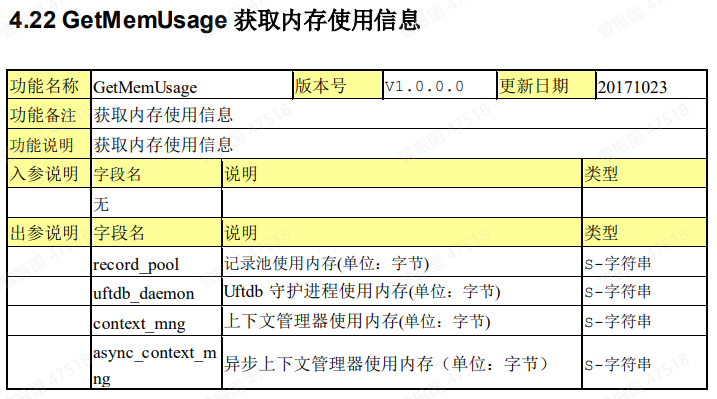 4.22 GetMemUsage 获取内存使用信息
功能名称 GetMemUsage 版本号 V1.0.0.0 更新日期 20171023
功能备注 获取内存使用信息
功能说明 获取内存使用信息
入参说明 字段名 说明 类型
无
出参说明 字段名 说明 类型
record_pool 记录池使用内存(单位：字节) S-字符串
uftdb_daemon Uftdb 守护进程使用内存(单位：字节) S-字符串
context_mng 上下文管理器使用内存(单位：字节) S-字符串
async_context_m
ng 异步上下文管理器使用内存（单位：字节） S-字符串